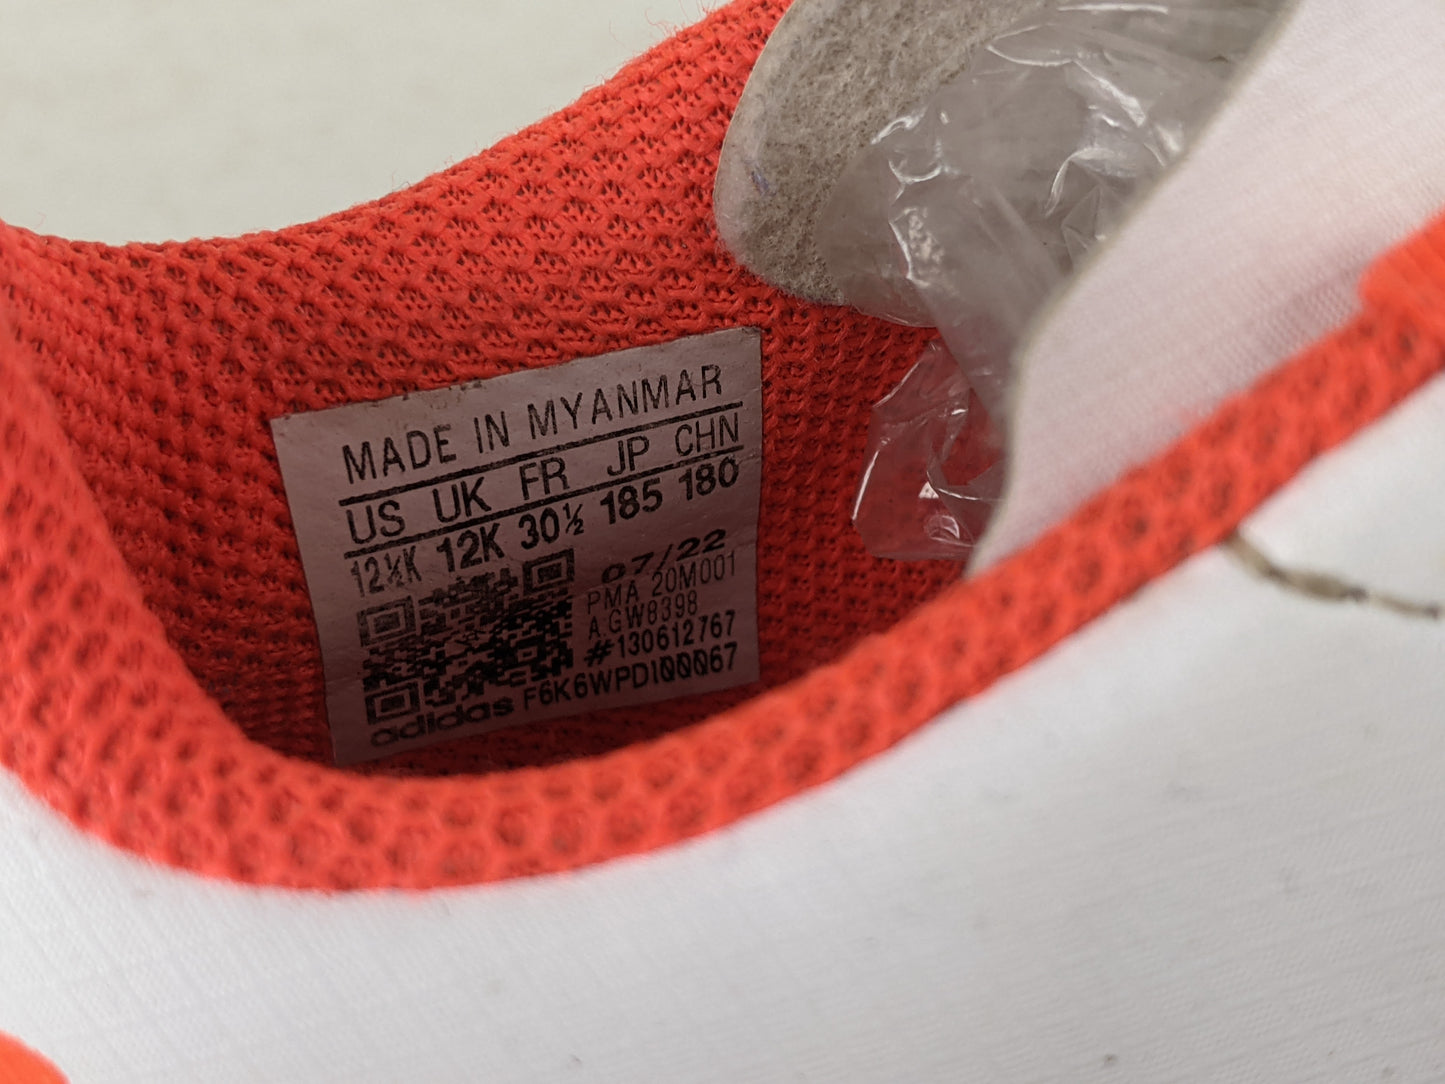 MADE IN MYANMAR
US UK FR JP CHN
12½K 12K 30½ 185 180
07/22
PMA 20M001
A.GW8398
#130612767
adidas F6K6WPDI00067